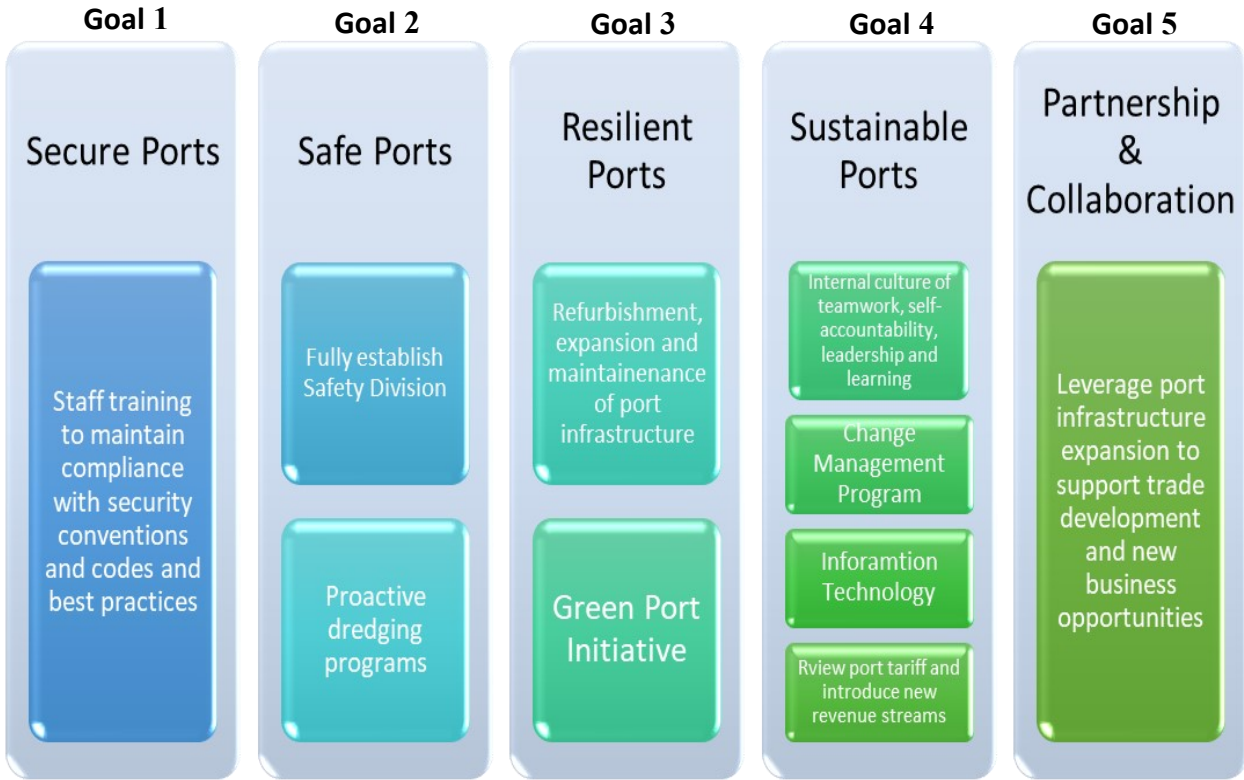 Goal 1
Secure Ports
Staff training
to maintain
compliance
with security
conventions
and codes and
best practices
Goal 2
Safe Ports
Fully establish
Safety Division
Proactive
dredging
programs
Goal 3
Resilient
Ports
Refurbishment,
expansion and
maintainenance
of port
infrastructure
Green Port
Initiative
Goal 4
Sustainable
Ports
Internal culture of
teamwork, self-
accountability,
leadership and
learning
Change
Management
Program
Inforamtion
Technology
Rview port tariff and
introduce new
revenue streams
Goal 5
Partnership
&
Collaboration
Leverage port
infrastructure
expansion to
support trade
development
and new
business
opportunities